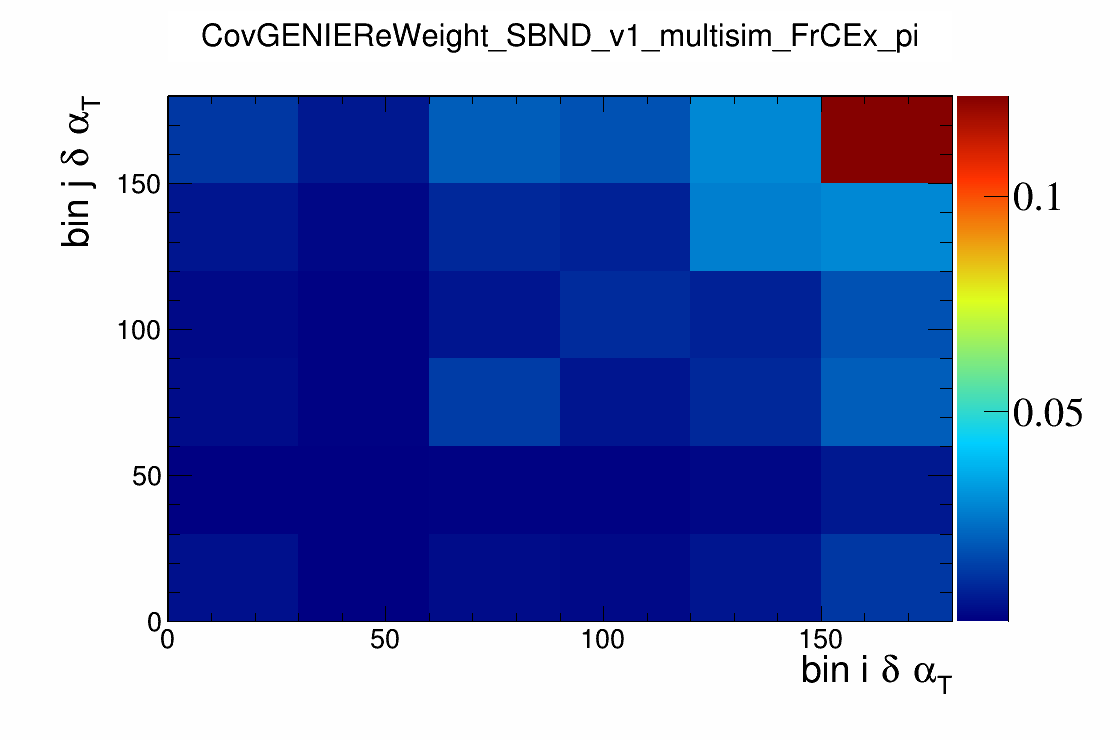 CovGENIEReWeight_SBND_v1_multisim_FrCEx_pi
bin j δ α_T
150
100
50
0
0 50 100 150
bin i δ α_T
0.1
0.05